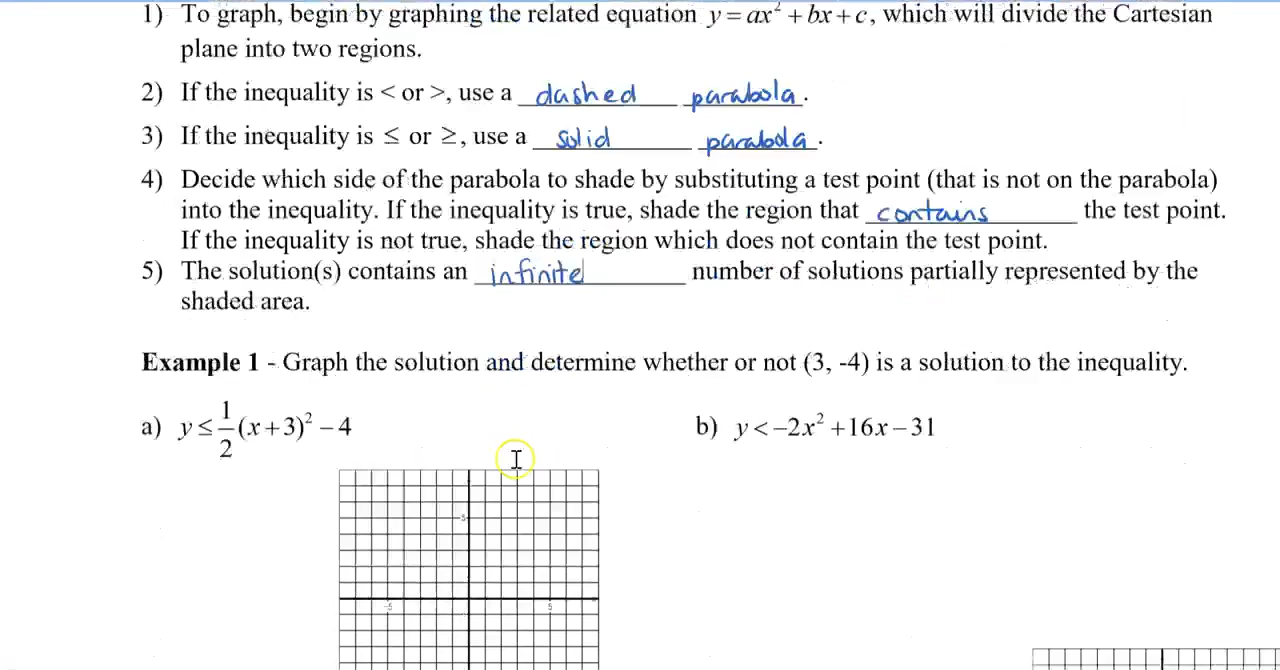 1) To graph, begin by graphing the related equation y = ax² + bx + c, which will divide the Cartesian
plane into two regions.
2) If the inequality is < or >, use a dashed parabola.
3) If the inequality is ≤ or ≥, use a solid parabola.
4) Decide which side of the parabola to shade by substituting a test point (that is not on the parabola)
into the inequality. If the inequality is true, shade the region that contains the test point.
If the inequality is not true, shade the region which does not contain the test point.
5) The solution(s) contains an infinite number of solutions partially represented by the
shaded area.
Example 1 - Graph the solution and determine whether or not (3, -4) is a solution to the inequality.
a) y ≤ 1/2 (x + 3)² – 4
b) y < –2x² + 16x – 31
5
-5 5